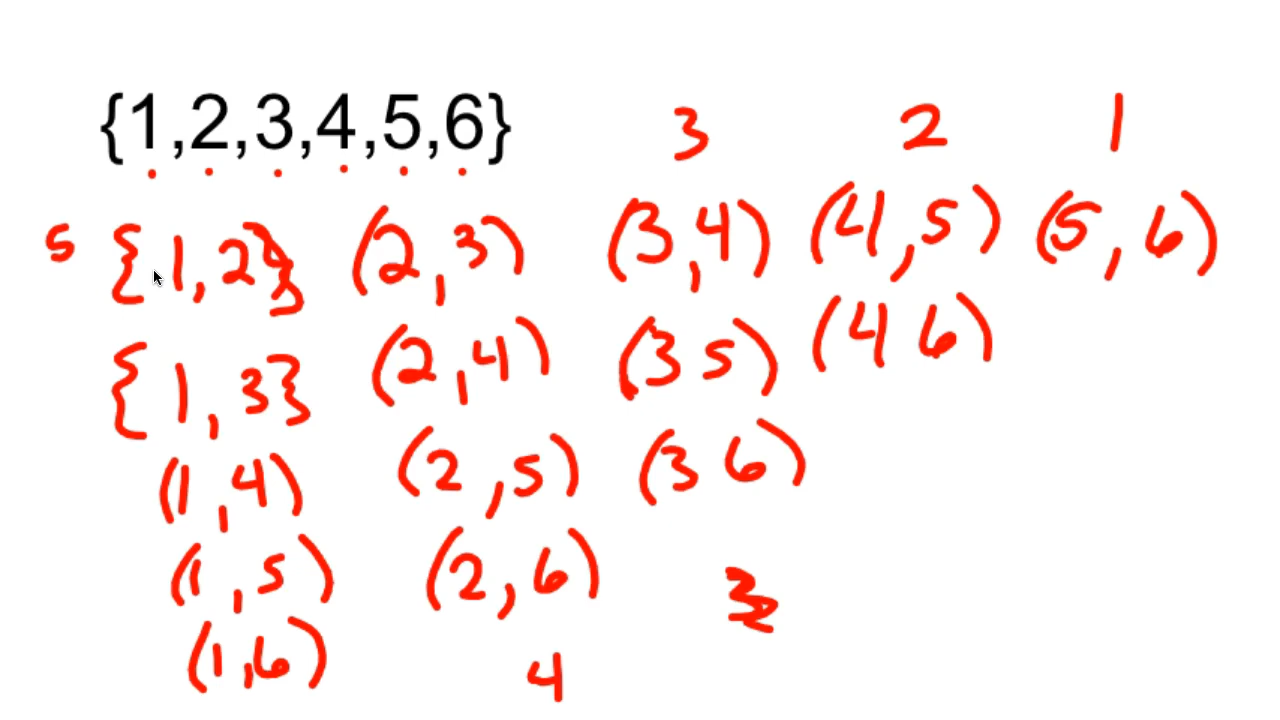 {1,2,3,4,5,6} 3 2 1
5 {1,2} (2,3) (3,4) (4,5) (5,6)
{1,3} (2,4) (3 5) (4 6)
(1,4) (2,5) (3 6)
(1,5) (2,6)
(1,6) 4